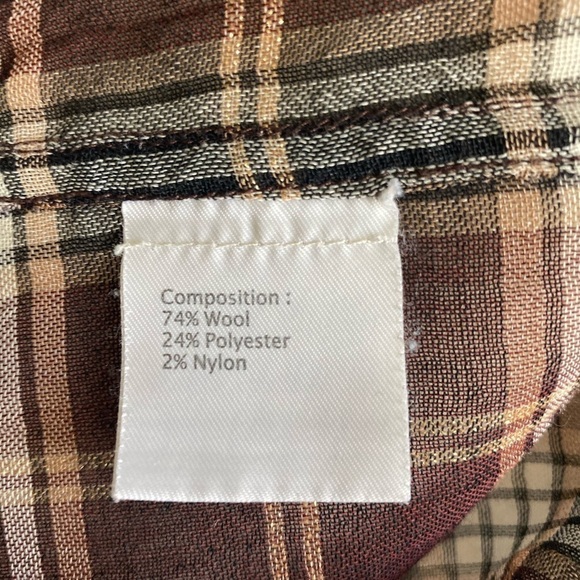 Composition :
74% Wool
24% Polyester
2% Nylon